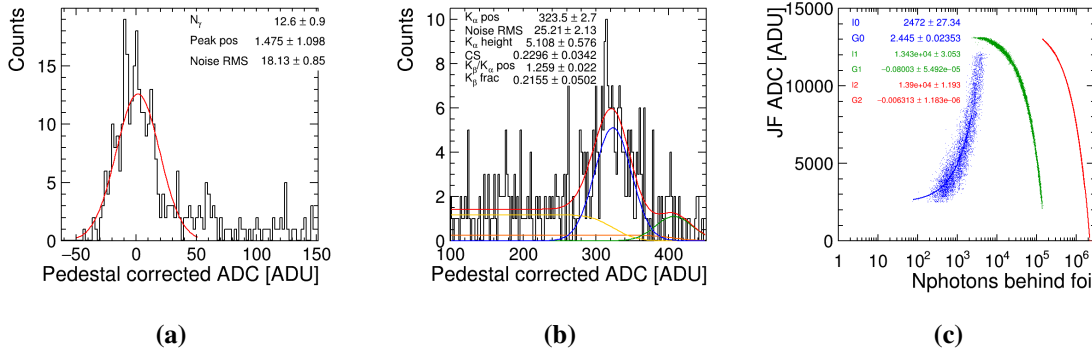 N_γ 12.6 ± 0.9
Peak pos 1.475 ± 1.098
Noise RMS 18.13 ± 0.85
Counts
15
10
5
0
−50 0 50 100 150
Pedestal corrected ADC [ADU]
(a)
K_α pos 323.5 ± 2.7
Noise RMS 25.21 ± 2.13
K_α height 5.108 ± 0.576
CS 0.2296 ± 0.0342
K_β/K_α pos 1.259 ± 0.022
K_β frac 0.2155 ± 0.0502
Counts
10
8
6
4
2
0
100 200 300 400
Pedestal corrected ADC [ADU]
(b)
I0 2472 ± 27.34
G0 2.445 ± 0.02353
I1 1.343e+04 ± 3.053
G1 −0.08003 ± 5.492e−05
I2 1.39e+04 ± 1.193
G2 −0.006313 ± 1.183e−06
JF ADC [ADU]
15000
10000
5000
0
1 10 10² 10³ 10⁴ 10⁵ 10⁶
Nphotons behind foi
(c)